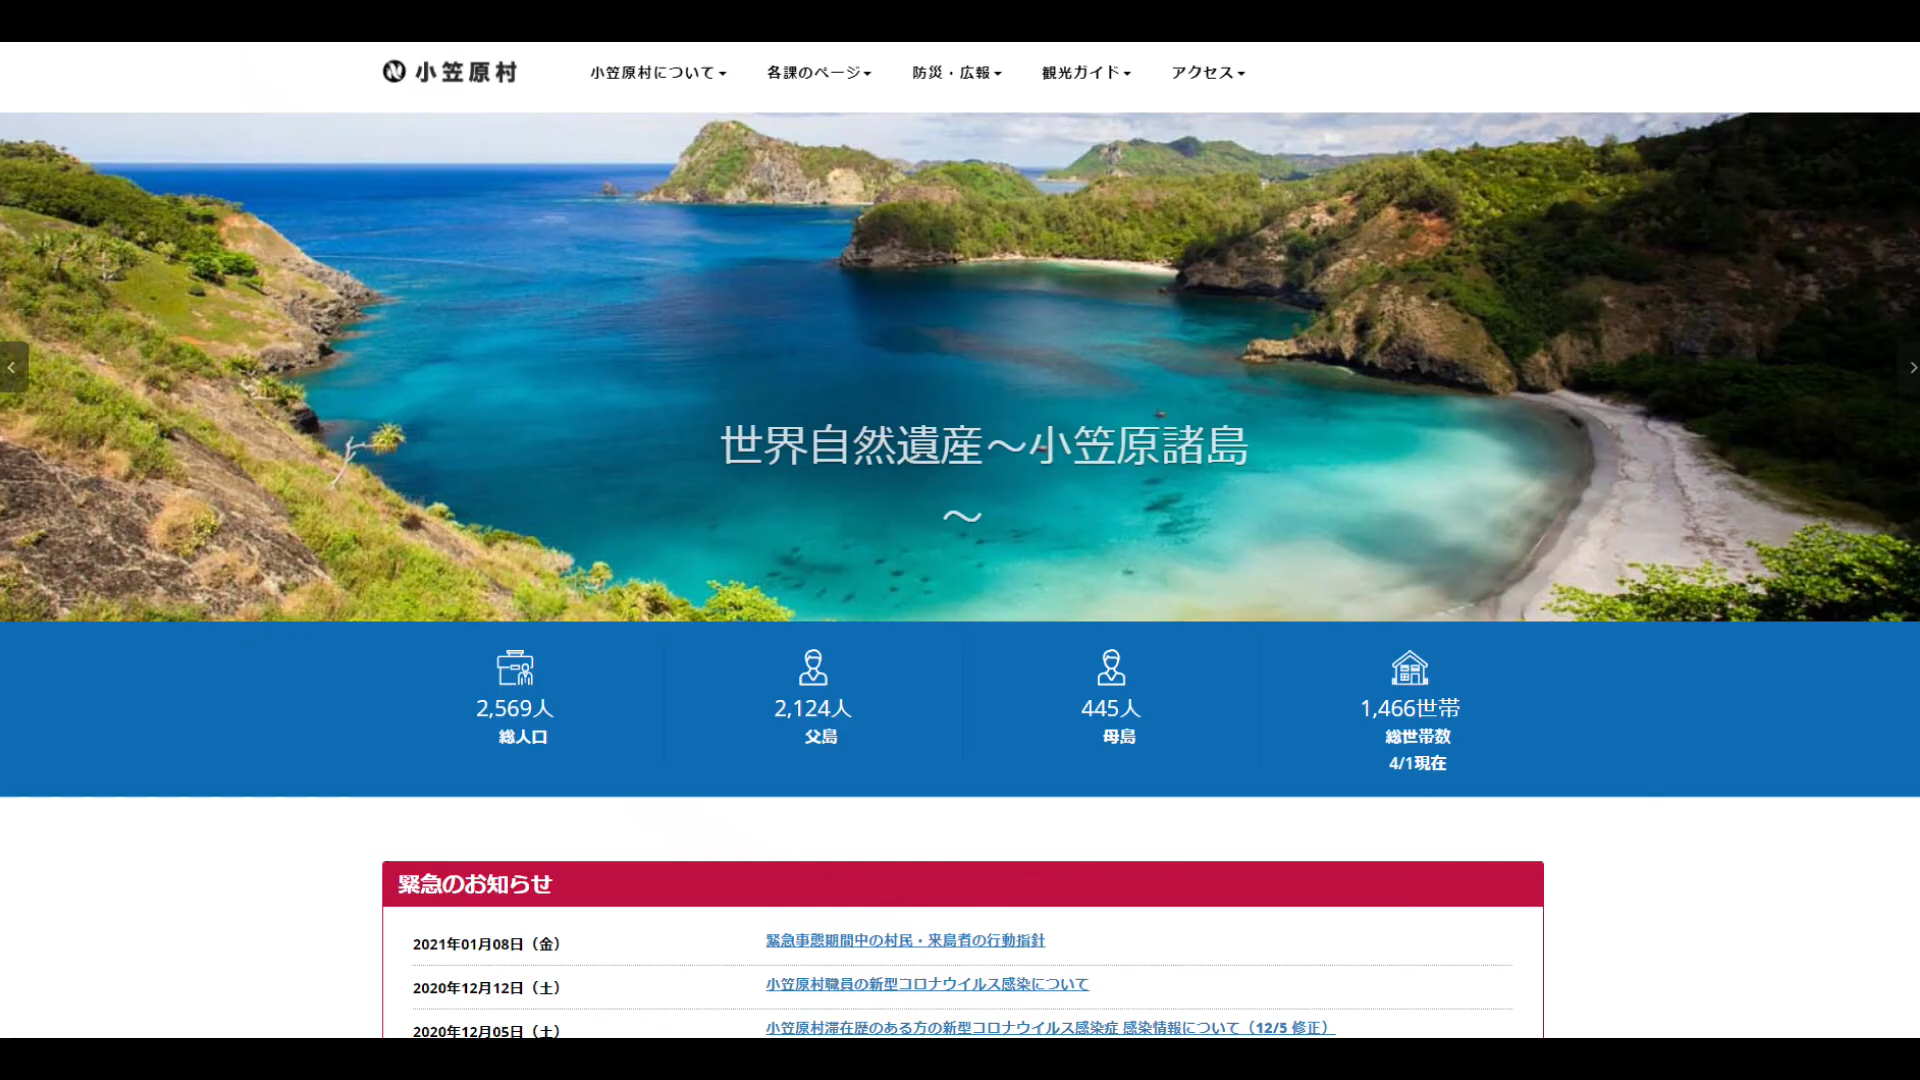 小笠原村
小笠原村について
各課のページ
防災・広報
観光ガイド
アクセス
世界自然遺産～小笠原諸島
～
2,569人
総人口
2,124人
父島
445人
母島
1,466世帯
総世帯数
4/1現在
緊急のお知らせ
2021年01月08日（金） 緊急事態期間中の村民・来島者の行動指針
2020年12月12日（土） 小笠原村職員の新型コロナウイルス感染について
2020年12月05日（土） 小笠原村滞在歴のある方の新型コロナウイルス感染症 感染情報について（12/5 修正）